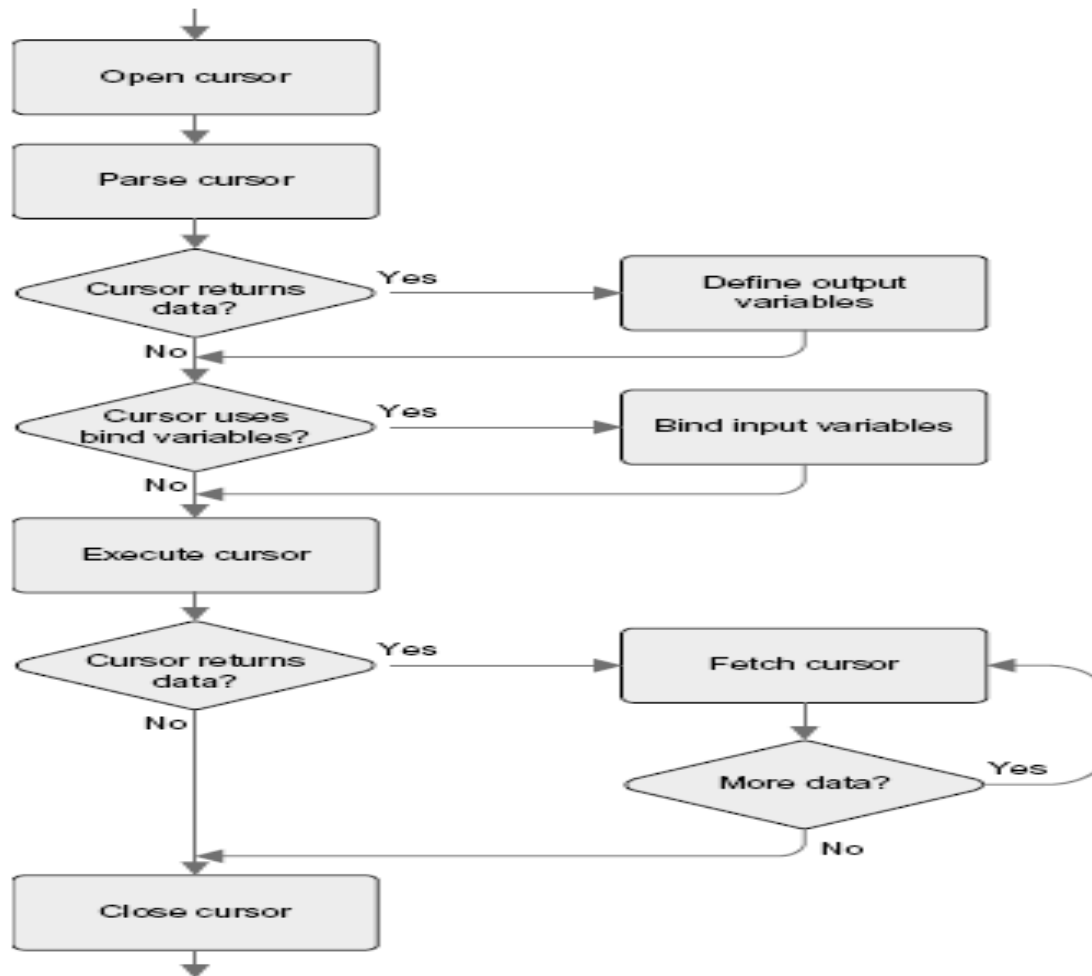 Open cursor
Parse cursor
Cursor returns
data?
Yes
Define output
variables
No
Cursor uses
bind variables?
Yes
Bind input variables
No
Execute cursor
Cursor returns
data?
Yes
Fetch cursor
No
More data?
Yes
No
Close cursor